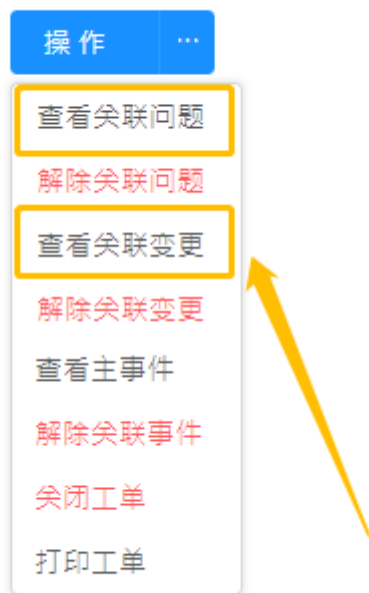 操 作 ···
查看关联问题
解除关联问题
查看关联变更
解除关联变更
查看主事件
解除关联事件
关闭工单
打印工单